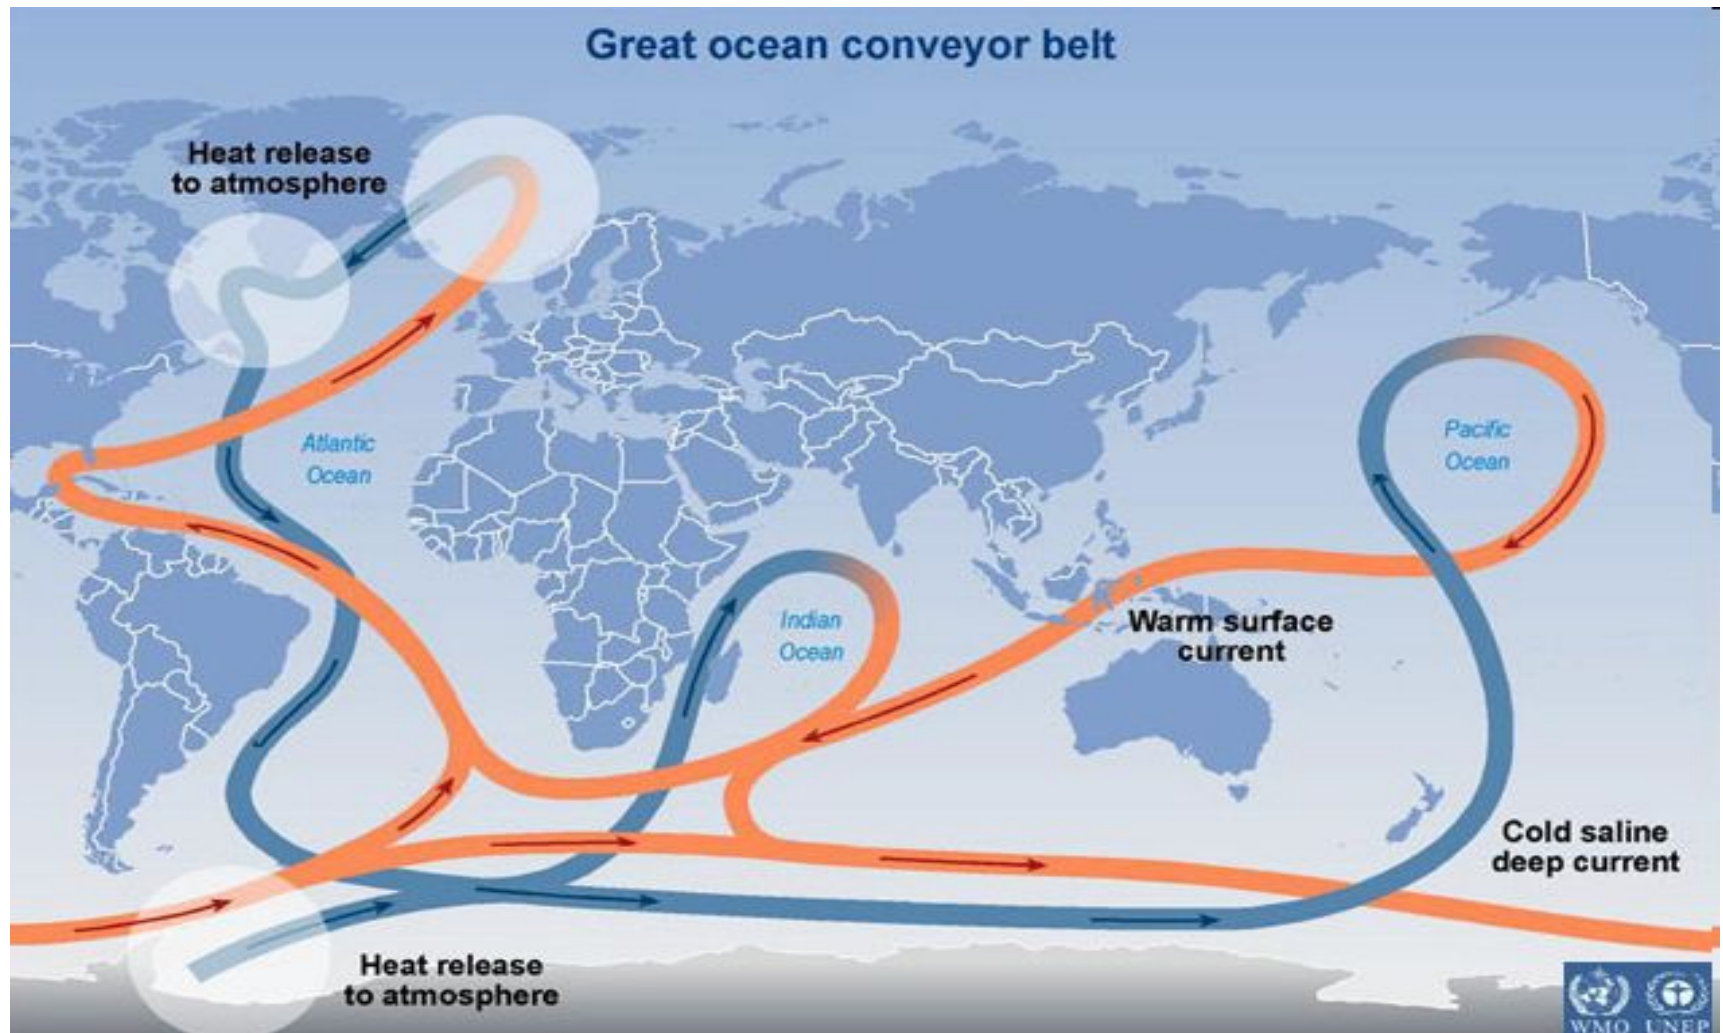 Great ocean conveyor belt
Heat release
to atmosphere
Atlantic
Ocean
Pacific
Ocean
Indian
Ocean
Warm surface
current
Cold saline
deep current
Heat release
to atmosphere
WMO UNEP